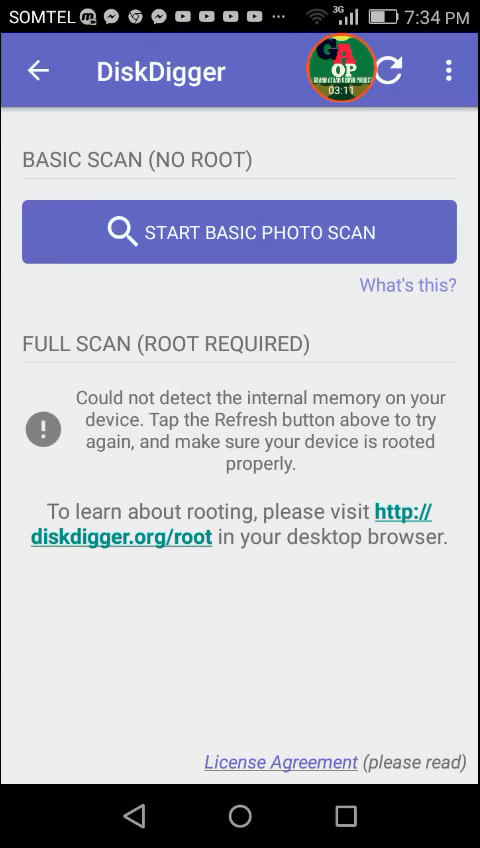 SOMTEL
3G
7:34 PM
DiskDigger
GA
OP
03:11
BASIC SCAN (NO ROOT)
START BASIC PHOTO SCAN
What's this?
FULL SCAN (ROOT REQUIRED)
Could not detect the internal memory on your
device. Tap the Refresh button above to try
again, and make sure your device is rooted
properly.
To learn about rooting, please visit http://
diskdigger.org/root in your desktop browser.
License Agreement (please read)